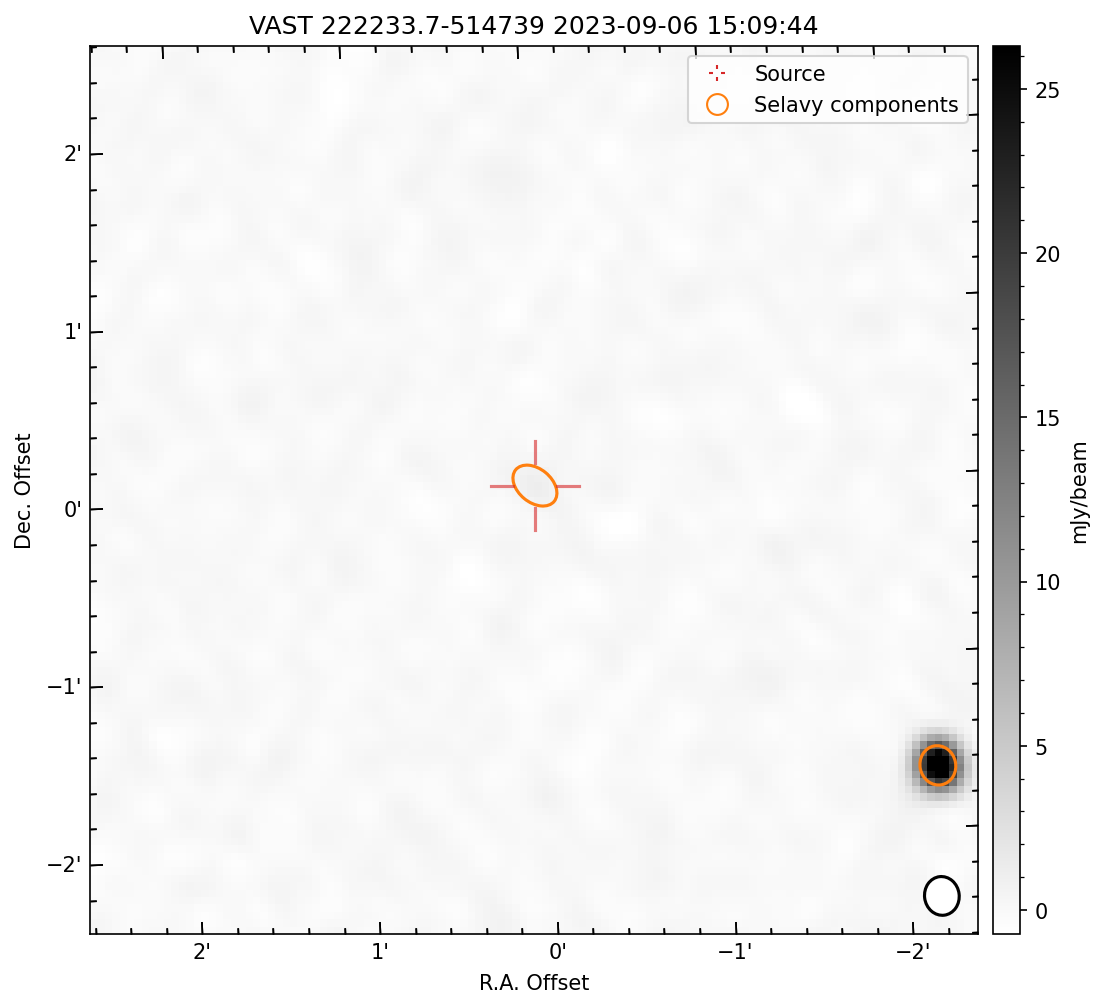 VAST 222233.7-514739 2023-09-06 15:09:44
Source
Selavy components
2'
1'
0'
−1'
−2'
Dec. Offset
2'
1'
0'
−1'
−2'
R.A. Offset
25
20
15
10
5
0
mJy/beam